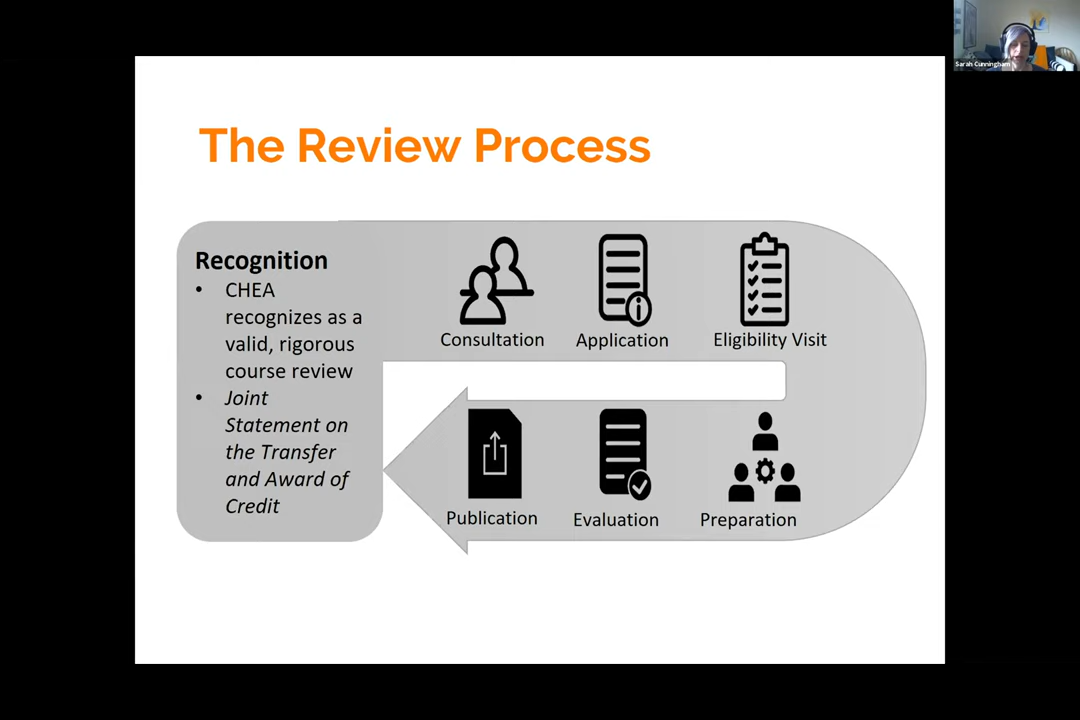 Sarah Cunningham
The Review Process
Recognition
• CHEA
recognizes as a
valid, rigorous
course review
• Joint
Statement on
the Transfer
and Award of
Credit
Consultation
Application
Eligibility Visit
Publication
Evaluation
Preparation